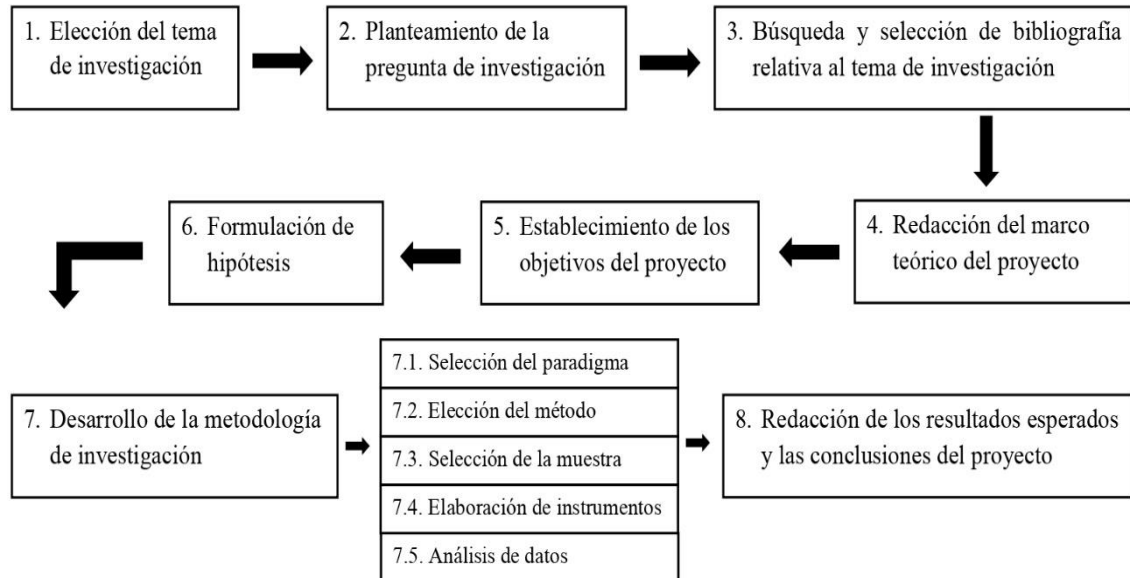 1. Elección del tema
de investigación
2. Planteamiento de la
pregunta de investigación
3. Búsqueda y selección de bibliografía
relativa al tema de investigación
4. Redacción del marco
teórico del proyecto
5. Establecimiento de los
objetivos del proyecto
6. Formulación de
hipótesis
7. Desarrollo de la metodología
de investigación
7.1. Selección del paradigma
7.2. Elección del método
7.3. Selección de la muestra
7.4. Elaboración de instrumentos
7.5. Análisis de datos
8. Redacción de los resultados esperados
y las conclusiones del proyecto